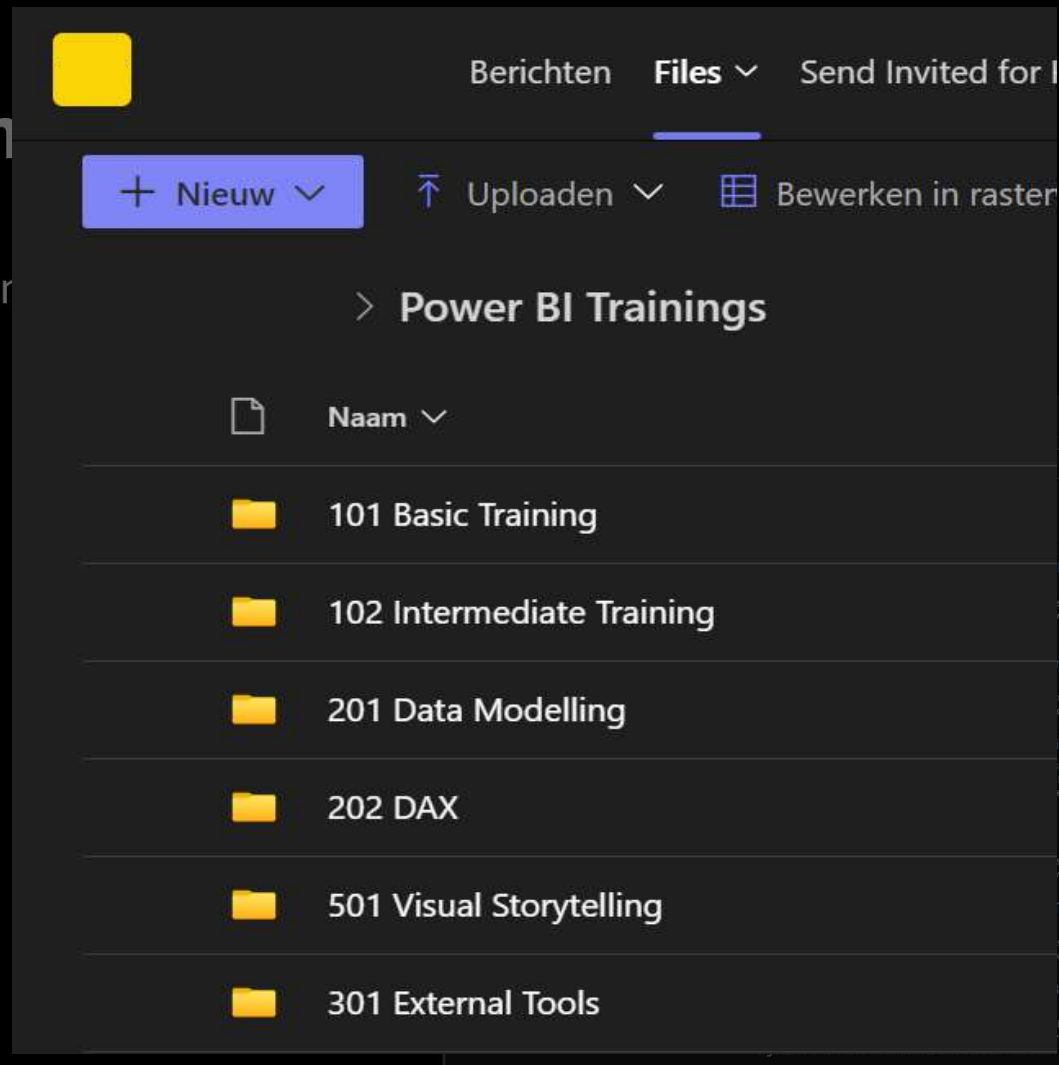 Berichten Files Send Invited for
+ Nieuw Uploaden Bewerken in raster
> Power BI Trainings
Naam
101 Basic Training
102 Intermediate Training
201 Data Modelling
202 DAX
501 Visual Storytelling
301 External Tools